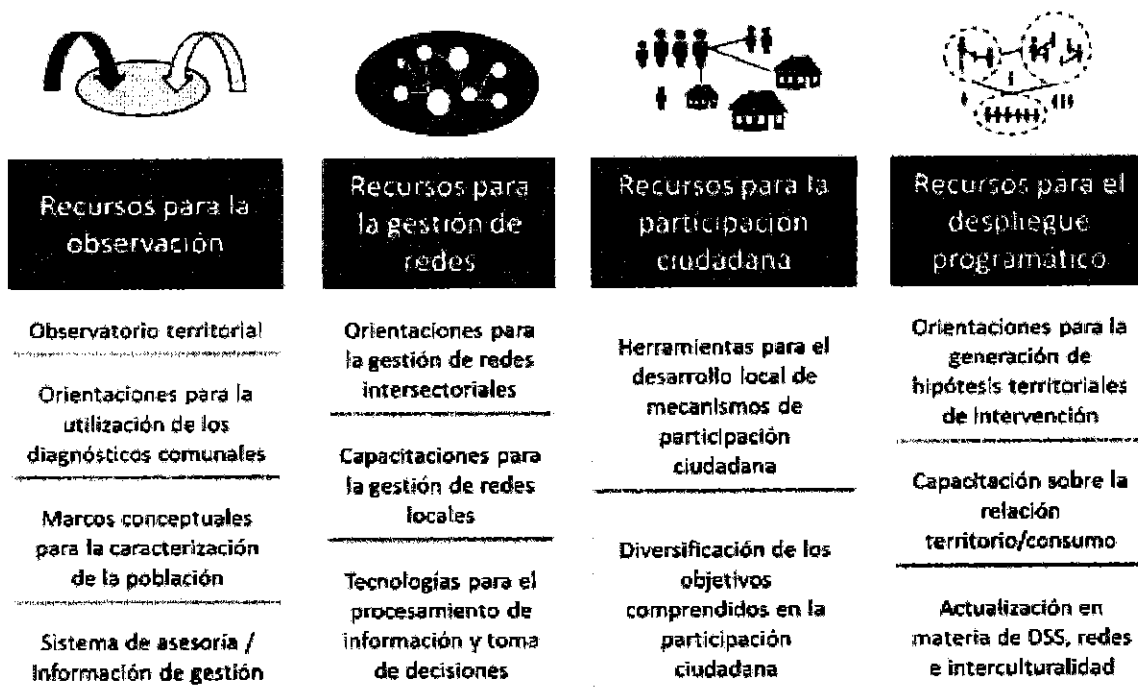 Recursos para la
observación
Observatorio territorial
Orientaciones para la
utilización de los
diagnósticos comunales
Marcos conceptuales
para la caracterización
de la población
Sistema de asesoría /
Información de gestión
Recursos para
la gestión de
redes
Orientaciones para
la gestión de redes
intersectoriales
Capacitaciones para
la gestión de redes
locales
Tecnologías para el
procesamiento de
información y toma
de decisiones
Recursos para la
participación
ciudadana
Herramientas para el
desarrollo local de
mecanismos de
participación
ciudadana
Diversificación de los
objetivos
comprendidos en la
participación
ciudadana
Recursos para el
despliegue
programático
Orientaciones para la
generación de
hipótesis territoriales
de intervención
Capacitación sobre la
relación
territorio/consumo
Actualización en
materia de DSS, redes
e interculturalidad